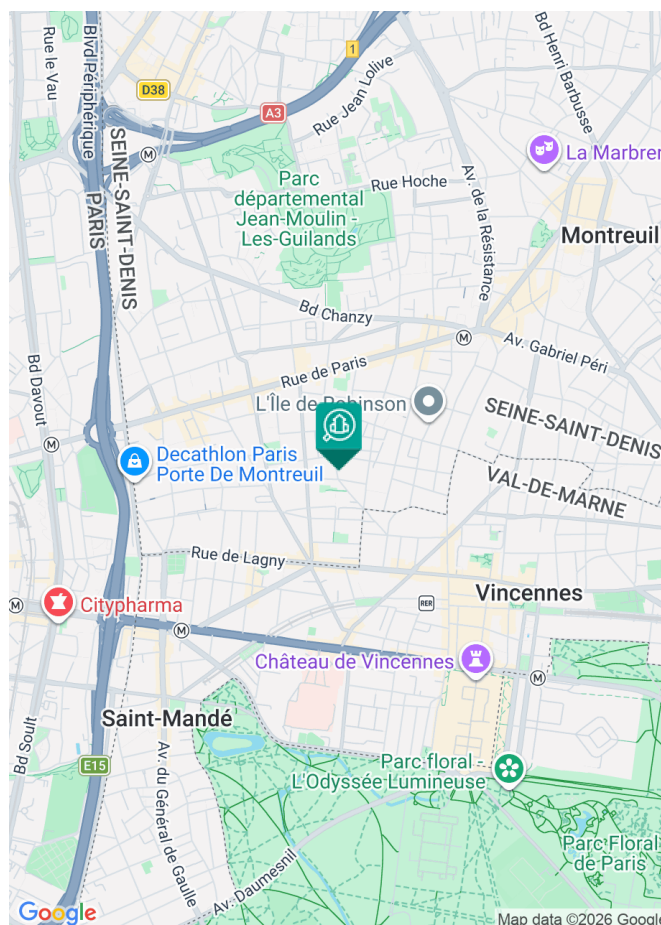 Rue le Vau
Blvd Périphérique
D38
1
A3
Rue Jean Lolive
Bd Henri Barbusse
SEINE-SAINT-DENIS
PARIS
M
La Marbrer
Parc
départemental
Jean-Moulin -
Les-Guilands
Rue Hoche
Av. de la Résistance
Montreuil
Bd Chanzy
M
Av. Gabriel Péri
Bd Davout
Rue de Paris
L'Île de Robinson
SEINE-SAINT-DENIS
M
Decathlon Paris
Porte De Montreuil
VAL-DE-MARNE
Rue de Lagny
Vincennes
M
Citypharma
RER
M
Château de Vincennes
M
Saint-Mandé
Bd Soult
E15
Av. du Général de Gaulle
Parc floral -
L'Odyssée Lumineuse
Parc Floral
de Paris
Av. Daumesnil
Google
Map data ©2026 Google